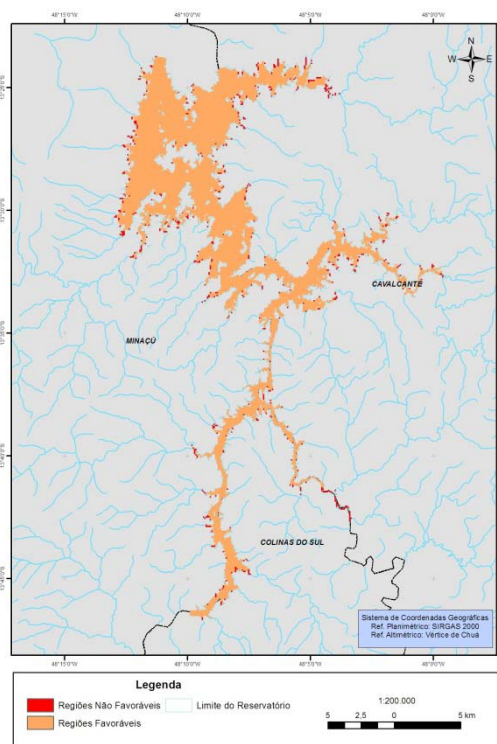 48°15'0"W 48°10'0"W 48°5'0"W 48°0'0"W
N
W E
S
CAVALCANTE
MINAÇÚ
COLINAS DO SUL
Sistema de Coordenadas Geográficas
Ref. Planimétrico: SIRGAS 2000
Ref. Altimétrico: Vértice de Chuá
48°15'0"W 48°10'0"W 48°5'0"W 48°0'0"W
Legenda
Regiões Não Favoráveis Limite do Reservatório
Regiões Favoráveis
1:200.000
5 2,5 0 5 km